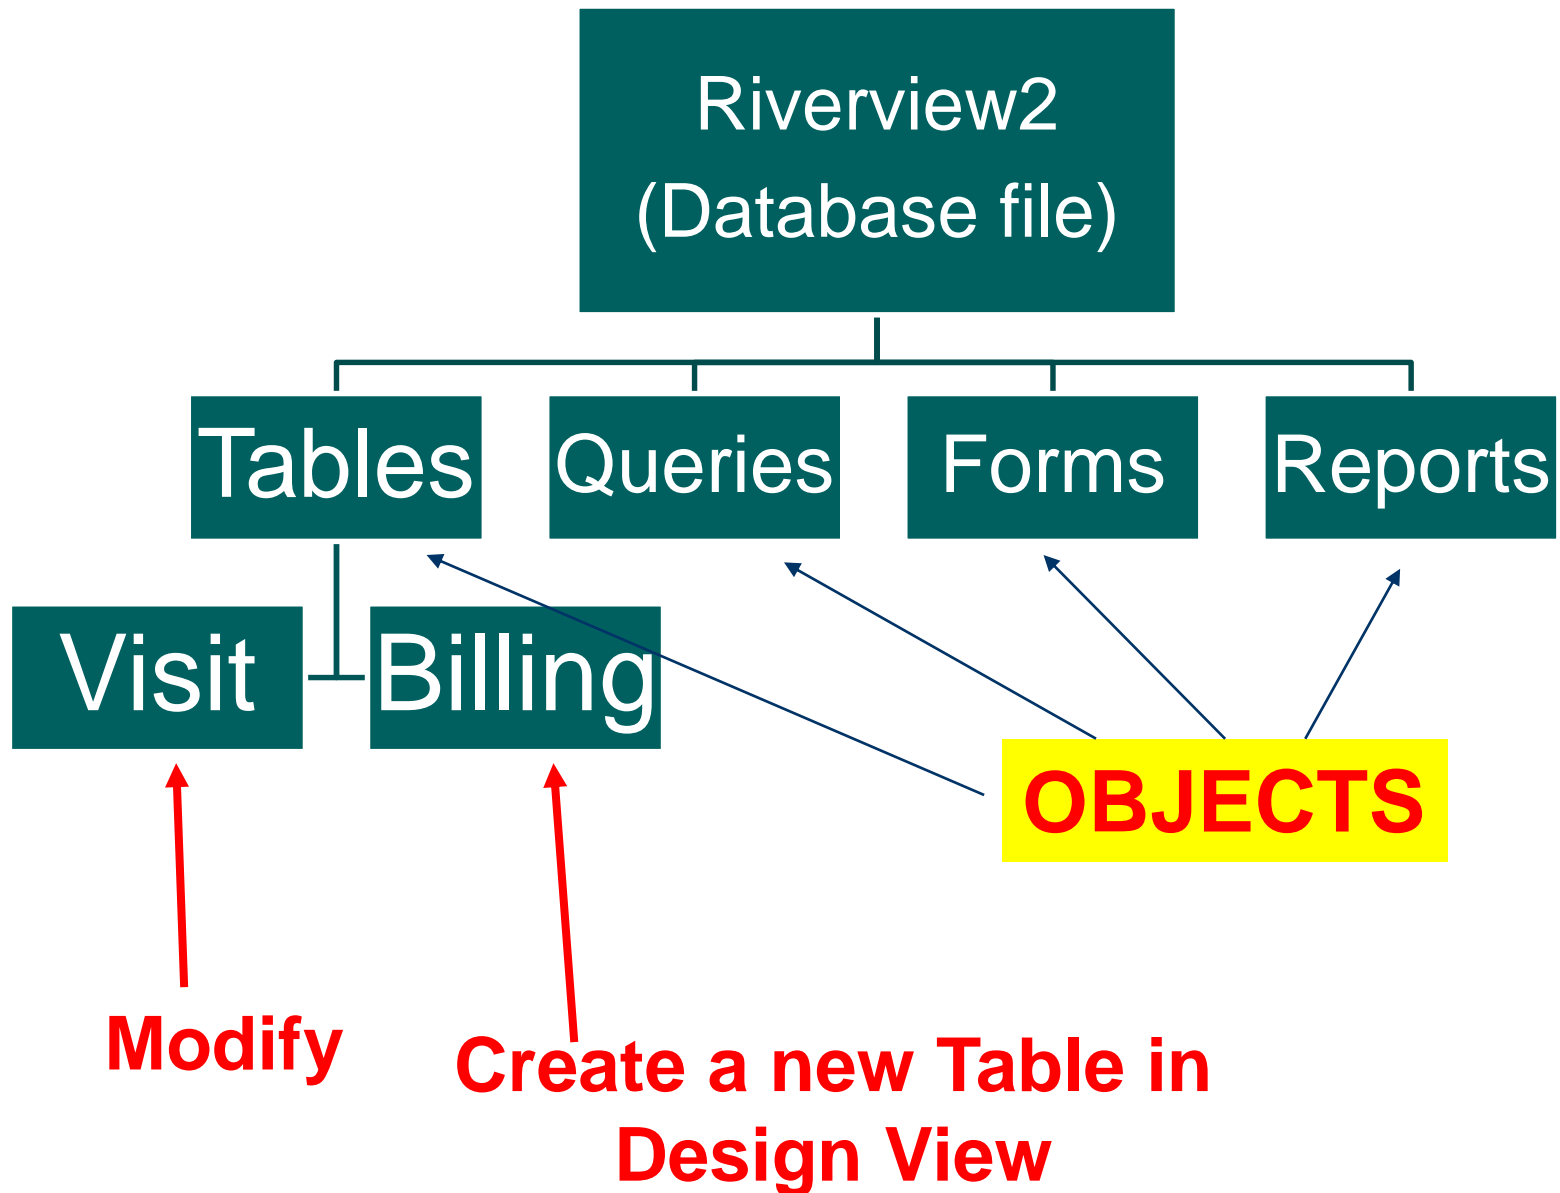 Riverview2
(Database file)
Tables
Queries
Forms
Reports
Visit
Billing
OBJECTS
Modify
Create a new Table in
Design View